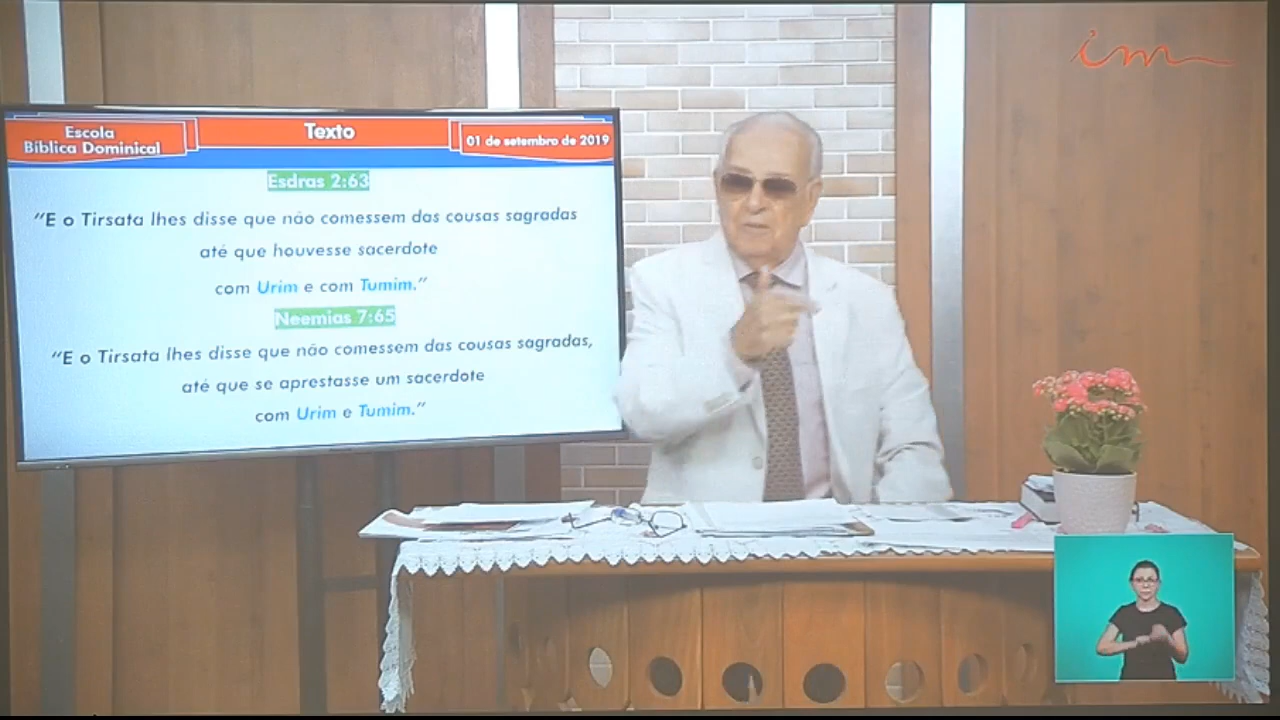 im
Escola
Bíblica Dominical
Texto
01 de setembro de 2019
Esdras 2:63
"E o Tirsata lhes disse que não comessem das cousas sagradas
até que houvesse sacerdote
com Urim e com Tumim."
Neemias 7:65
"E o Tirsata lhes disse que não comessem das cousas sagradas,
até que se aprestasse um sacerdote
com Urim e Tumim."